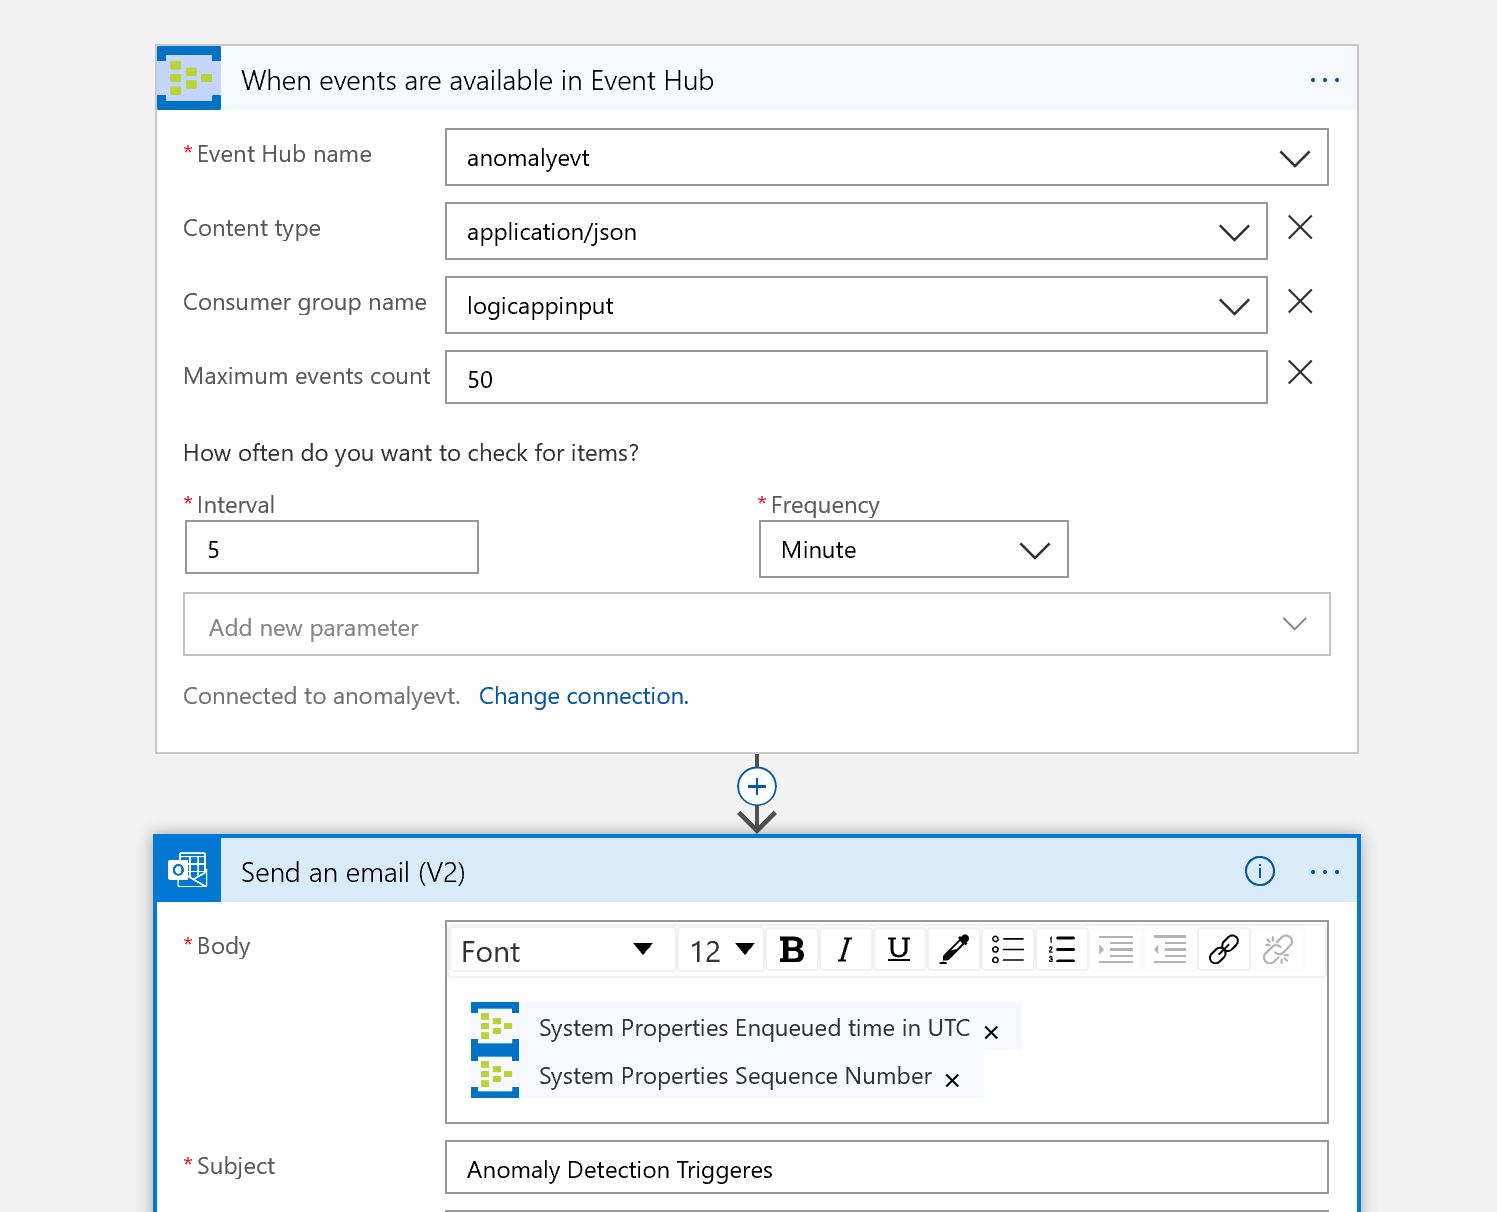 When events are available in Event Hub
* Event Hub name
anomalyevt
Content type
application/json
Consumer group name
logicappinput
Maximum events count
50
How often do you want to check for items?
* Interval
* Frequency
5
Minute
Add new parameter
Connected to anomalyevt. Change connection.
Send an email (V2)
* Body
Font 12 B I U
System Properties Enqueued time in UTC
System Properties Sequence Number
* Subject
Anomaly Detection Triggeres